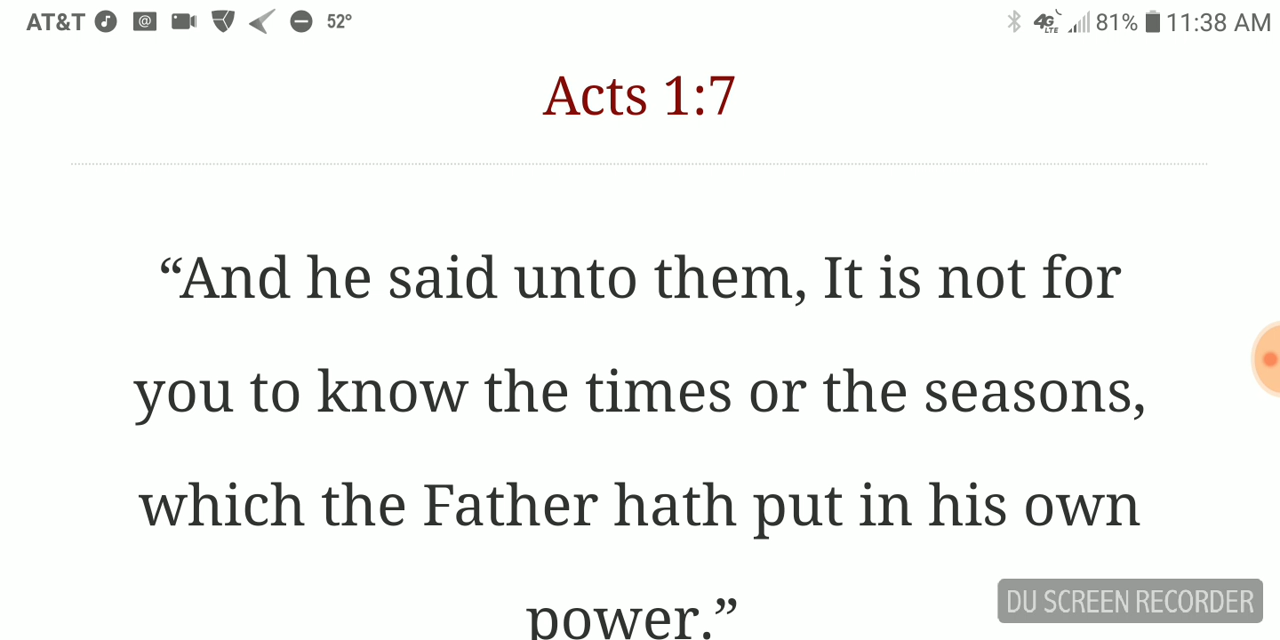 AT&T @ 52° 4G LTE 81% 11:38 AM
Acts 1:7
“And he said unto them, It is not for
you to know the times or the seasons,
which the Father hath put in his own
power.”
DU SCREEN RECORDER